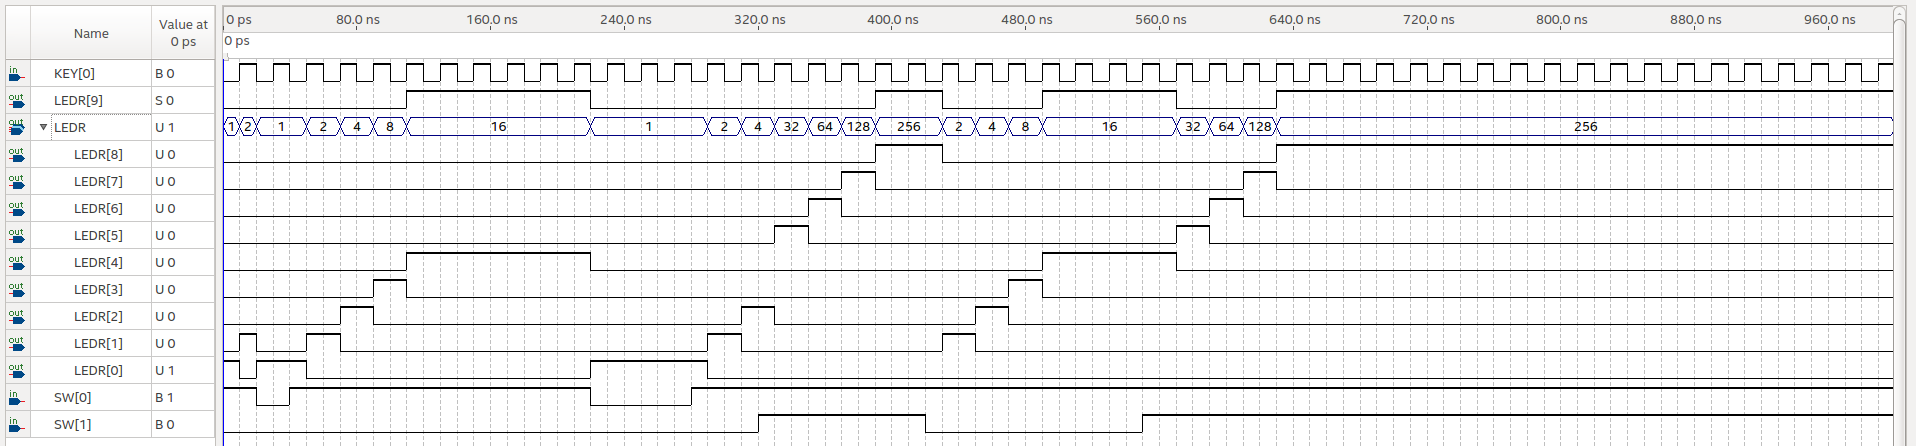 Name Value at 0 ps 0 ps 80.0 ns 160.0 ns 240.0 ns 320.0 ns 400.0 ns 480.0 ns 560.0 ns 640.0 ns 720.0 ns 800.0 ns 880.0 ns 960.0 ns
0 ps
in KEY[0] B 0
out LEDR[9] S 0
out LEDR U 1 1 2 1 2 4 8 16 1 2 4 32 64 128 256 2 4 8 16 32 64 128 256
out LEDR[8] U 0
out LEDR[7] U 0
out LEDR[6] U 0
out LEDR[5] U 0
out LEDR[4] U 0
out LEDR[3] U 0
out LEDR[2] U 0
out LEDR[1] U 0
out LEDR[0] U 1
in SW[0] B 1
in SW[1] B 0